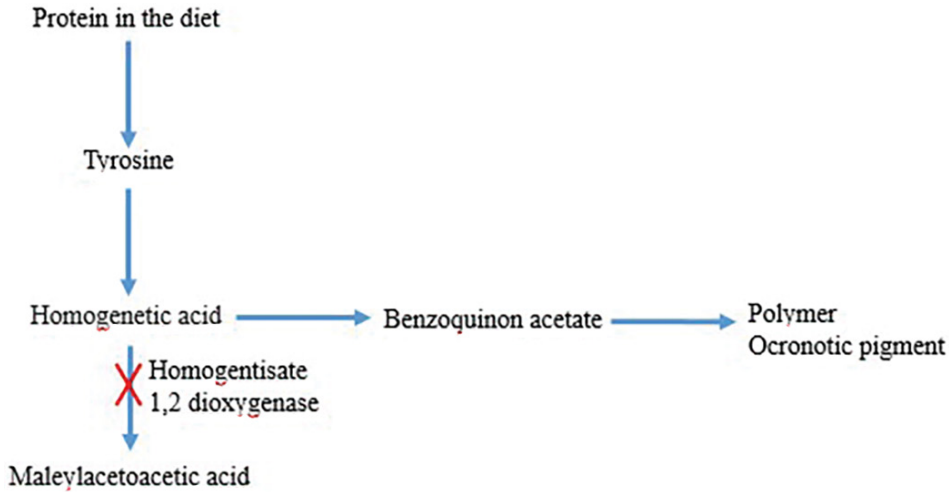 Protein in the diet
Tyrosine
Homogenetic acid
Benzoquinon acetate
Polymer
Ocronotic pigment
Homogentisate
1,2 dioxygenase
Maleylacetoacetic acid